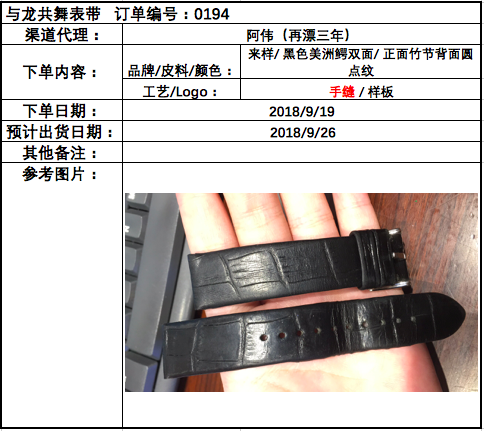 与龙共舞表带 订单编号：0194
渠道代理： 阿伟（再漂三年）
下单内容： 品牌/皮料/颜色： 来样/ 黑色美洲鳄双面/ 正面竹节背面圆
点纹
工艺/Logo： 手缝 / 样板
下单日期： 2018/9/19
预计出货日期： 2018/9/26
其他备注：
参考图片：